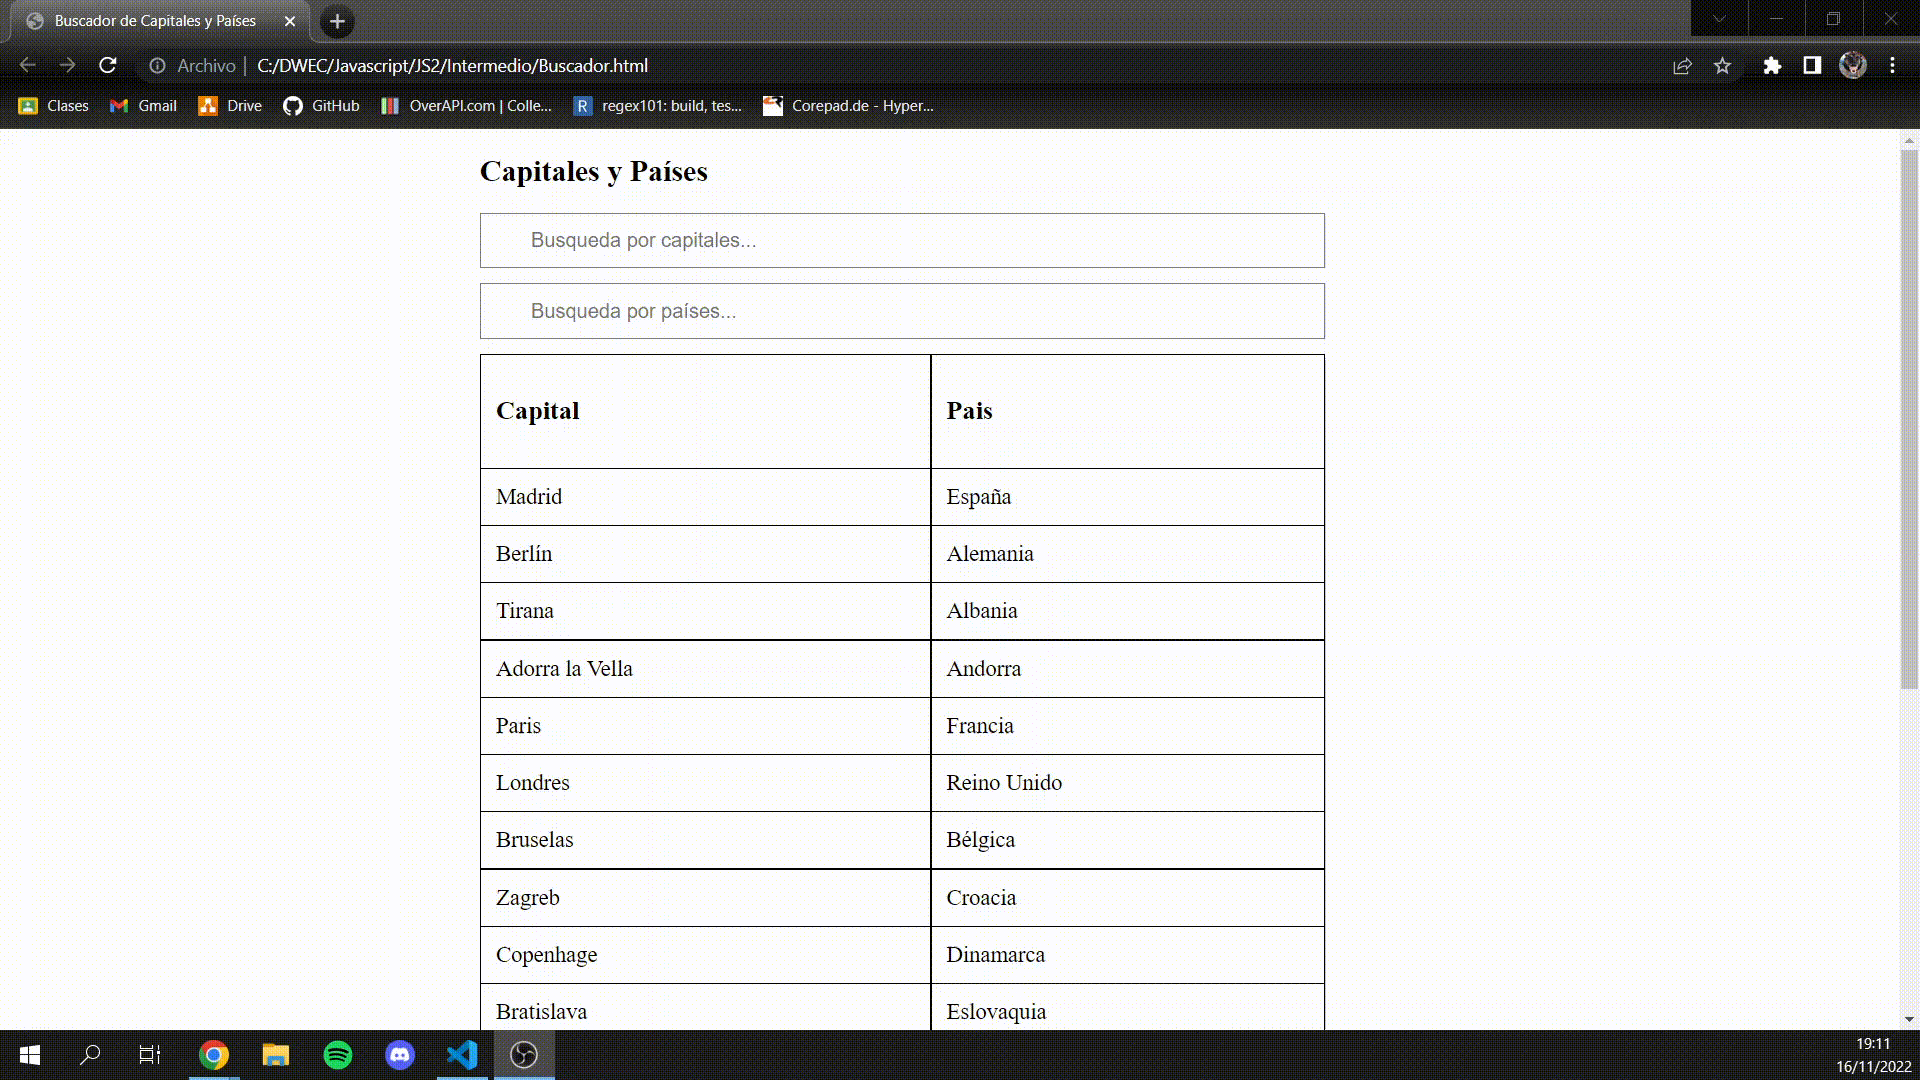 Buscador de Capitales y Países
Archivo | C:/DWEC/Javascript/JS2/Intermedio/Buscador.html
Clases Gmail Drive GitHub OverAPI.com | Colle... R regex101: build, tes... Corepad.de - Hyper...
Capitales y Países
Busqueda por capitales...
Busqueda por países...
Capital Pais
Madrid España
Berlín Alemania
Tirana Albania
Adorra la Vella Andorra
Paris Francia
Londres Reino Unido
Bruselas Bélgica
Zagreb Croacia
Copenhage Dinamarca
Bratislava Eslovaquia
19:11
16/11/2022